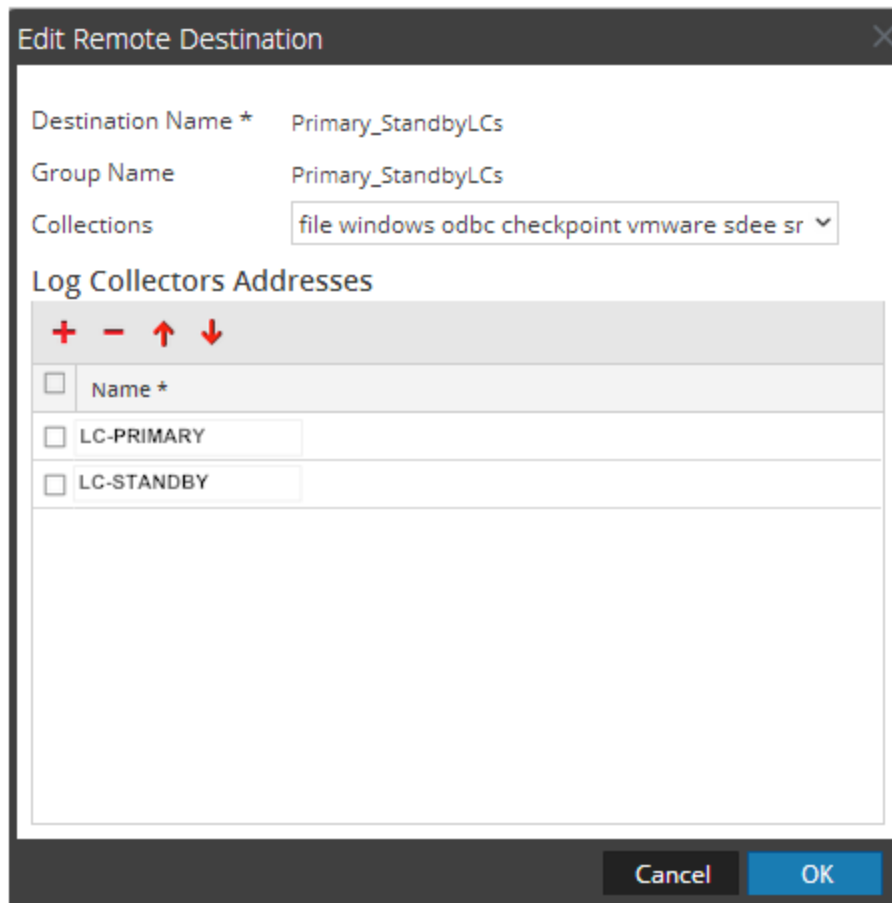 Edit Remote Destination
Destination Name * Primary_StandbyLCs
Group Name Primary_StandbyLCs
Collections file windows odbc checkpoint vmware sdee sr
Log Collectors Addresses
Name *
LC-PRIMARY
LC-STANDBY
Cancel OK